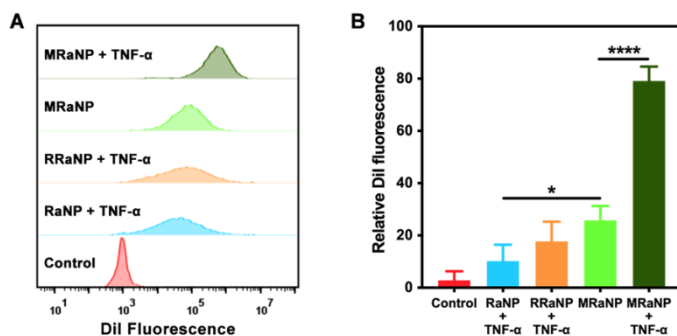 A
MRaNP + TNF-α
MRaNP
RRaNP + TNF-α
RaNP + TNF-α
Control
10¹ 10³ 10⁵ 10⁷
DiI Fluorescence
B
Relative DiI fluorescence
100
80
60
40
20
0
****
*
Control RaNP + TNF-α RRaNP + TNF-α MRaNP MRaNP + TNF-α